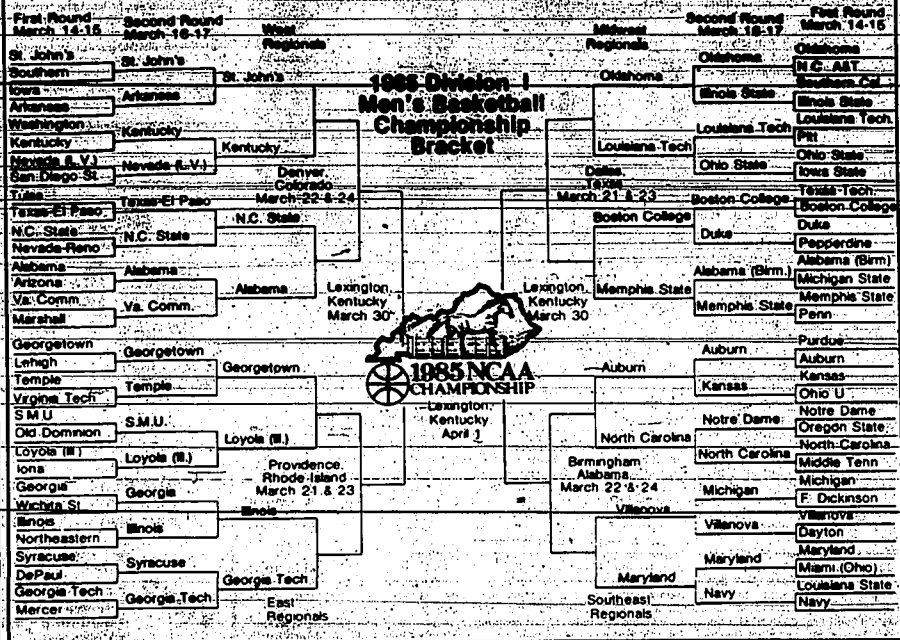 First Round
March 14-15
Second Round
March 16-17
West
Regionals
Midwest
Regionals
Second Round
March 16-17
First Round
March 14-15
1985 Division I
Men's Basketball
Championship
Bracket
St. John's
Southern
Iowa
Arkansas
Washington
Kentucky
Nevada (L.V.)
San Diego St.
Tulsa
Texas-El Paso
N.C. State
Nevada-Reno
Alabama
Arizona
Va. Comm
Marshall
Georgetown
Lehigh
Temple
Virginia Tech
S M U
Old Dominion
Loyola (Ill)
Iona
Georgia
Wichita St
Illinois
Northeastern
Syracuse
DePaul
Georgia Tech
Mercer
St. John's
Arkansas
Kentucky
Nevada (L.V.)
Texas-El Paso
N.C. State
Alabama
Va. Comm.
Georgetown
Temple
S.M.U.
Loyola (Ill.)
Georgia
Illinois
Syracuse
Georgia Tech
St. John's
Kentucky
N.C. State
Alabama
Georgetown
Loyola (Ill.)
Illinois
Georgia Tech
Denver,
Colorado
March 22 & 24
Lexington,
Kentucky
March 30
Providence,
Rhode Island
March 21 & 23
East
Regionals
1985 NCAA
CHAMPIONSHIP
Lexington,
Kentucky
April 1
Dallas,
Texas
March 21 & 23
Lexington,
Kentucky
March 30
Birmingham
Alabama
March 22 & 24
Southeast
Regionals
Oklahoma
Louisiana Tech
Boston College
Memphis State
Auburn
North Carolina
Villanova
Maryland
Oklahoma
Illinois State
Louisiana Tech
Ohio State
Boston College
Duke
Alabama (Birm.)
Memphis State
Auburn
Kansas
Notre Dame
North Carolina
Michigan
Villanova
Maryland
Navy
Oklahoma
N.C. A&T
Southern Cal.
Illinois State
Louisiana Tech.
Pitt
Ohio State
Iowa State
Texas Tech.
Boston College
Duke
Pepperdine
Alabama (Birm)
Michigan State
Memphis State
Penn
Purdue
Auburn
Kansas
Ohio U
Notre Dame
Oregon State
North Carolina
Middle Tenn
Michigan
F. Dickinson
Villanova
Dayton
Maryland
Miami (Ohio)
Louisiana State
Navy